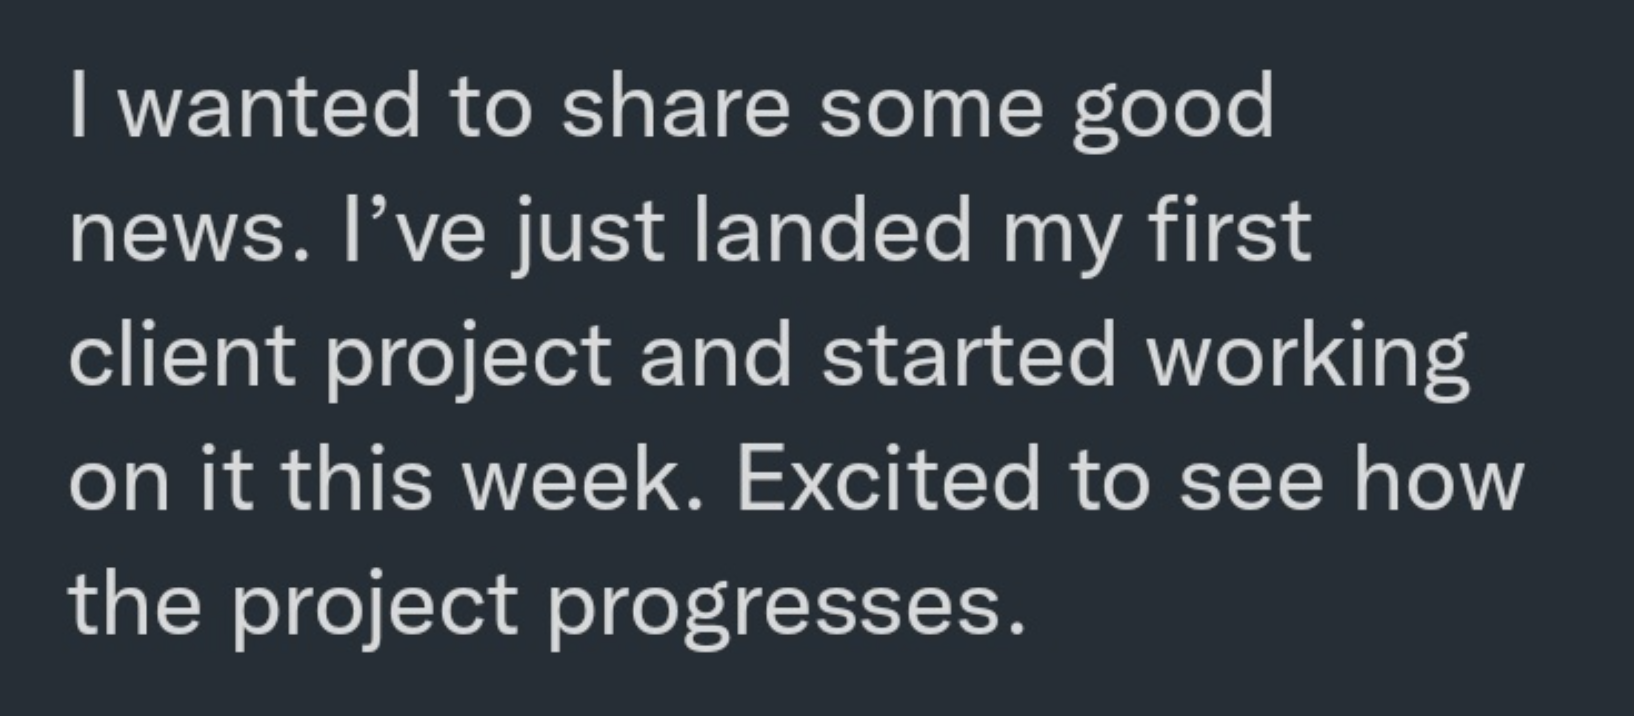 I wanted to share some good
news. I’ve just landed my first
client project and started working
on it this week. Excited to see how
the project progresses.